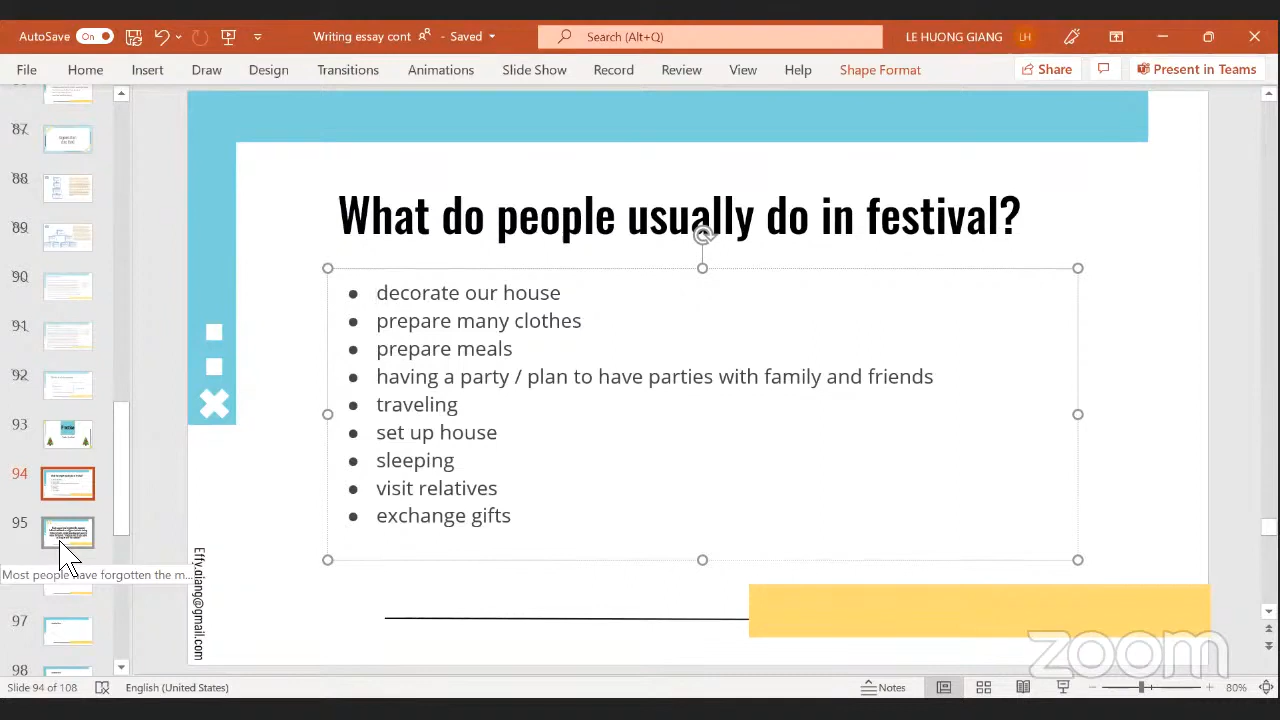 AutoSave On Writing essay cont - Saved Search (Alt+Q) LE HUONG GIANG LH
File Home Insert Draw Design Transitions Animations Slide Show Record Review View Help Shape Format Share Present in Teams
87
88
89
90
91
92
93
94
95
97
98
Most people have forgotten the m...
What do people usually do in festival?
● decorate our house
● prepare many clothes
● prepare meals
● having a party / plan to have parties with family and friends
● traveling
● set up house
● sleeping
● visit relatives
● exchange gifts
Effy.giang@gmail.com
zoom
Slide 94 of 108 English (United States) Notes 80%